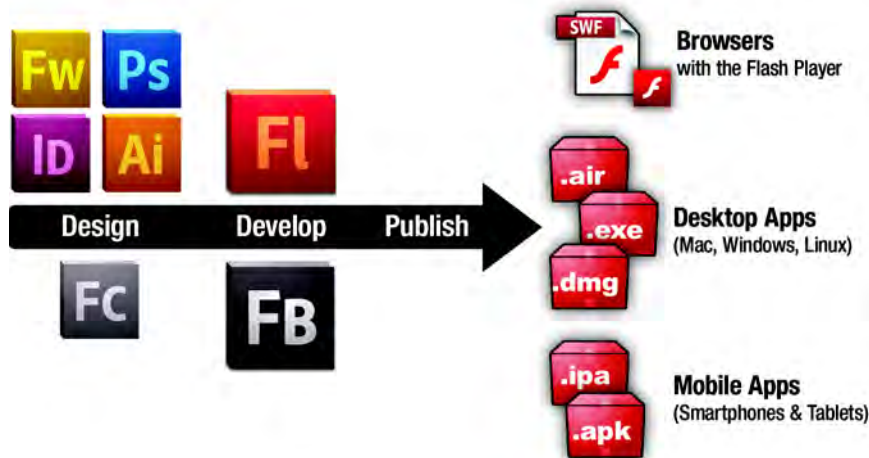 Fw Ps
ID Ai
Fl
Design Develop Publish
FC
FB
SWF
Browsers
with the Flash Player
.air
.exe
.dmg
Desktop Apps
(Mac, Windows, Linux)
.ipa
.apk
Mobile Apps
(Smartphones & Tablets)